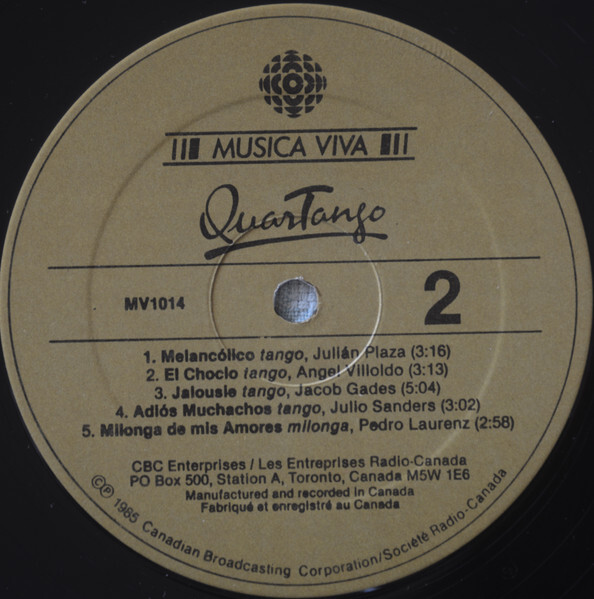 MUSICA VIVA
QuarTango
MV1014
2
1. Melancólico tango, Julián Plaza (3:16)
2. El Choclo tango, Angel Villoldo (3:13)
3. Jalousie tango, Jacob Gades (5:04)
4. Adiós Muchachos tango, Julio Sanders (3:02)
5. Milonga de mis Amores milonga, Pedro Laurenz (2:58)
CBC Enterprises / Les Entreprises Radio-Canada
PO Box 500, Station A, Toronto, Canada M5W 1E6
Manufactured and recorded in Canada
Fabriqué et enregistré au Canada
©℗ 1985 Canadian Broadcasting Corporation/Société Radio-Canada